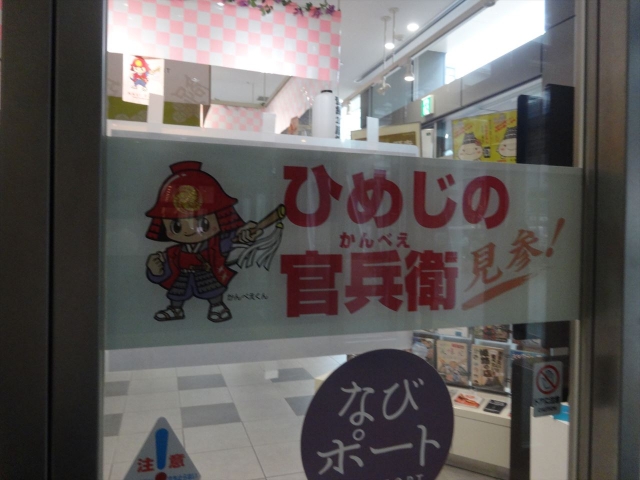 ひめじの
かんべえ
官兵衛
見参!
かんべえくん
なび
ポート
注意